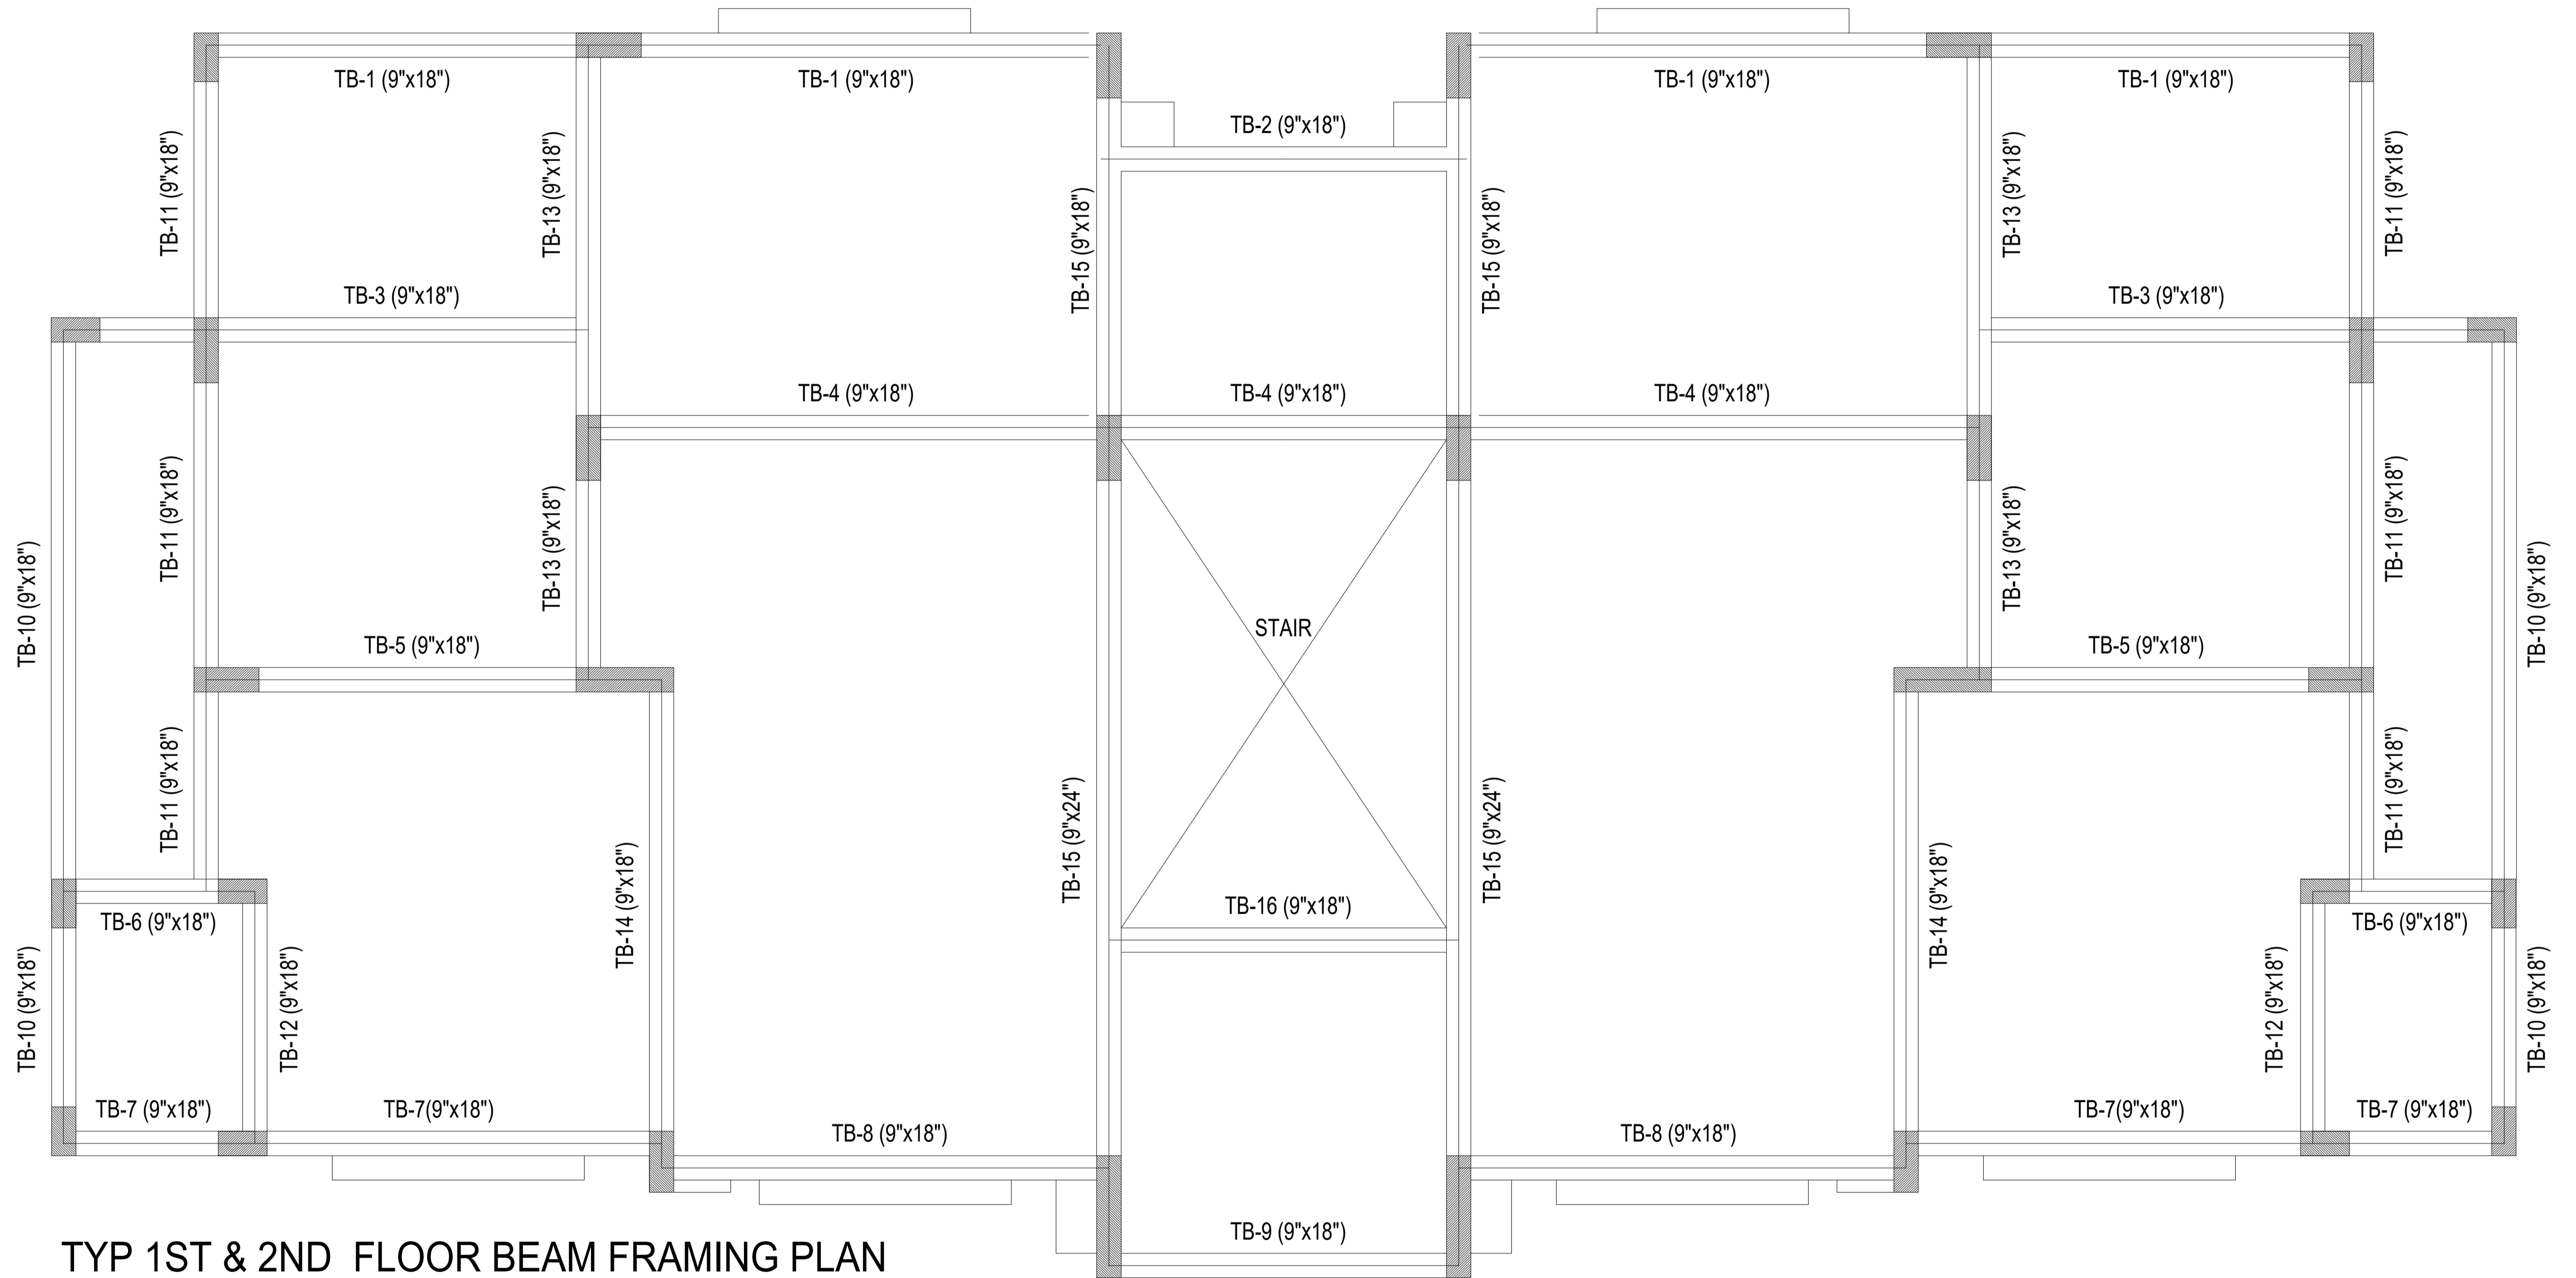 TB-1 (9"x18")
TB-1 (9"x18")
TB-1 (9"x18")
TB-1 (9"x18")
TB-2 (9"x18")
TB-11 (9"x18")
TB-13 (9"x18")
TB-15 (9"x18")
TB-15 (9"x18")
TB-13 (9"x18")
TB-11 (9"x18")
TB-3 (9"x18")
TB-3 (9"x18")
TB-4 (9"x18")
TB-4 (9"x18")
TB-4 (9"x18")
TB-10 (9"x18")
TB-11 (9"x18")
TB-13 (9"x18")
STAIR
TB-13 (9"x18")
TB-11 (9"x18")
TB-10 (9"x18")
TB-5 (9"x18")
TB-5 (9"x18")
TB-11 (9"x18")
TB-14 (9"x18")
TB-15 (9"x24")
TB-15 (9"x24")
TB-14 (9"x18")
TB-11 (9"x18")
TB-16 (9"x18")
TB-6 (9"x18")
TB-6 (9"x18")
TB-10 (9"x18")
TB-12 (9"x18")
TB-12 (9"x18")
TB-10 (9"x18")
TB-7 (9"x18")
TB-7(9"x18")
TB-7(9"x18")
TB-7 (9"x18")
TB-8 (9"x18")
TB-8 (9"x18")
TB-9 (9"x18")
TYP 1ST & 2ND FLOOR BEAM FRAMING PLAN